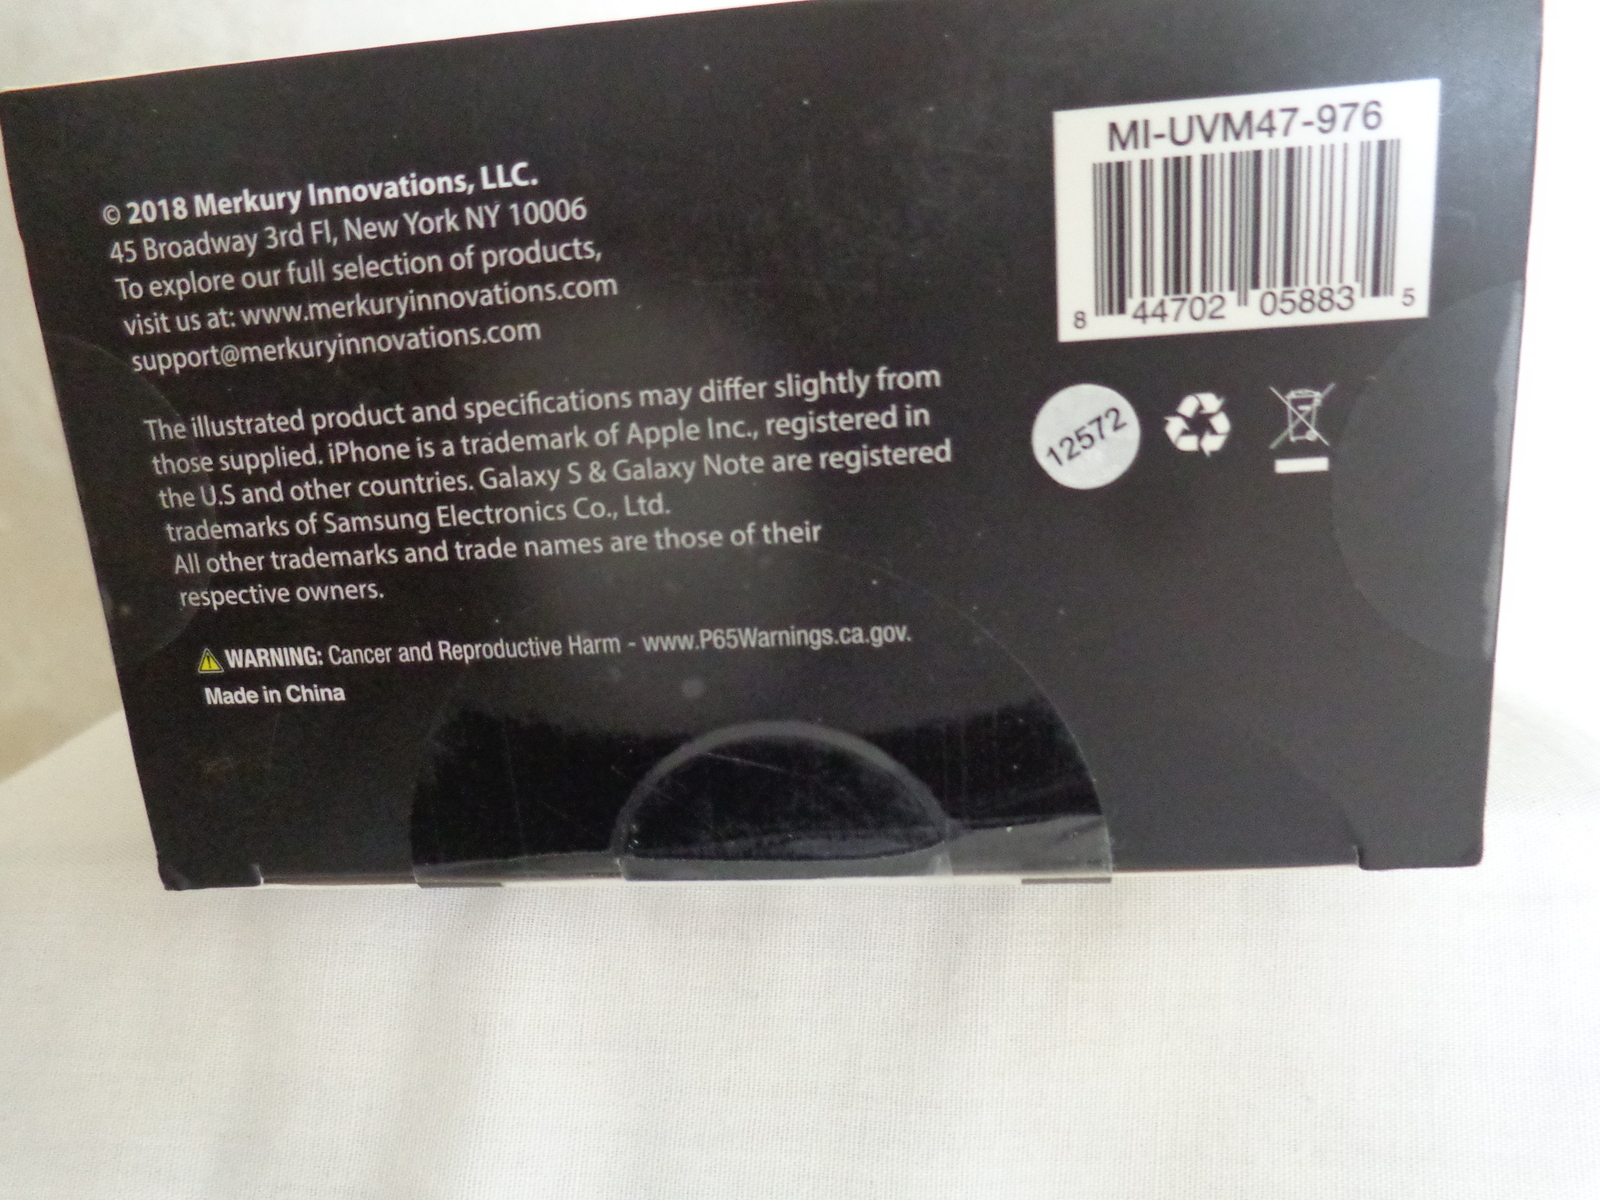 © 2018 Merkury Innovations, LLC.
45 Broadway 3rd Fl, New York NY 10006
To explore our full selection of products,
visit us at: www.merkuryinnovations.com
support@merkuryinnovations.com
The illustrated product and specifications may differ slightly from
those supplied. iPhone is a trademark of Apple Inc., registered in
the U.S and other countries. Galaxy S & Galaxy Note are registered
trademarks of Samsung Electronics Co., Ltd.
All other trademarks and trade names are those of their
respective owners.
WARNING: Cancer and Reproductive Harm - www.P65Warnings.ca.gov.
Made in China
MI-UVM47-976
8 44702 05883 5
12572